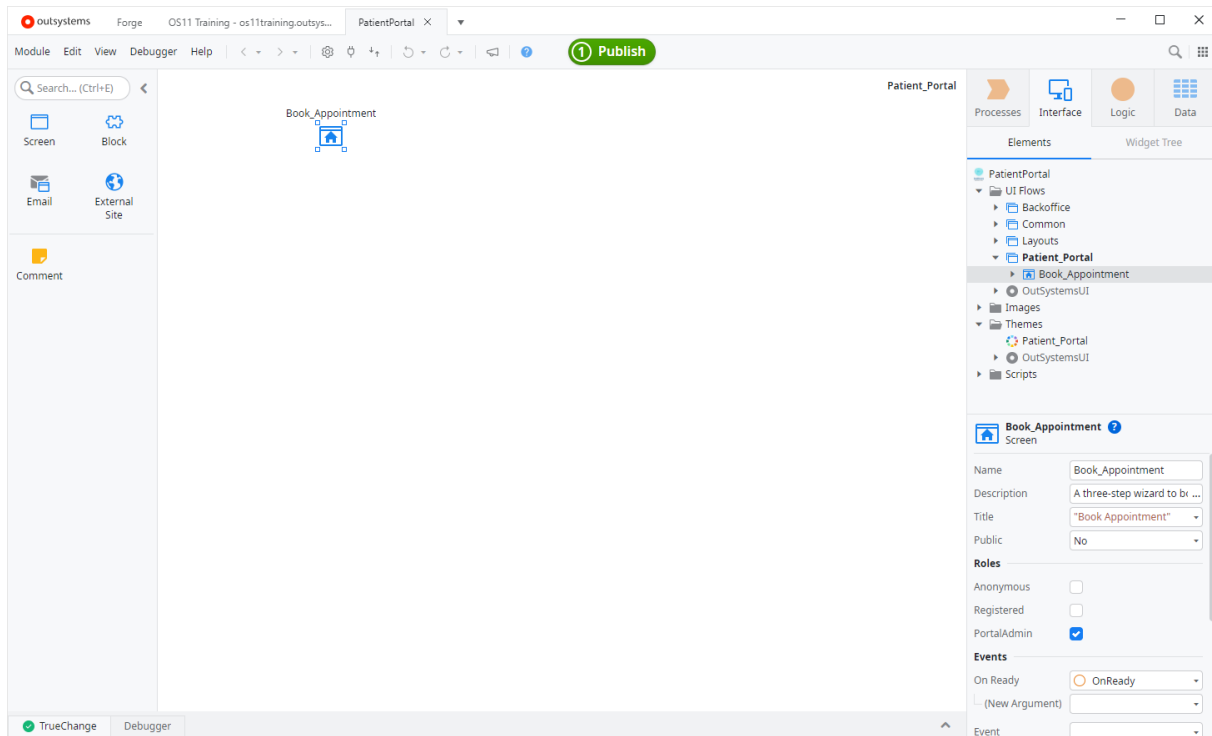 outsystems Forge OS11 Training - os11training.outsys... PatientPortal
Module Edit View Debugger Help 1 Publish
Search... (Ctrl+E)
Screen Block
Email External
Site
Comment
Patient_Portal
Book_Appointment
Processes Interface Logic Data
Elements Widget Tree
PatientPortal
UI Flows
Backoffice
Common
Layouts
Patient_Portal
Book_Appointment
OutSystemsUI
Images
Themes
Patient_Portal
OutSystemsUI
Scripts
Book_Appointment ?
Screen
Name Book_Appointment
Description A three-step wizard to bc ...
Title "Book Appointment"
Public No
Roles
Anonymous
Registered
PortalAdmin
Events
On Ready OnReady
(New Argument)
Event
TrueChange Debugger